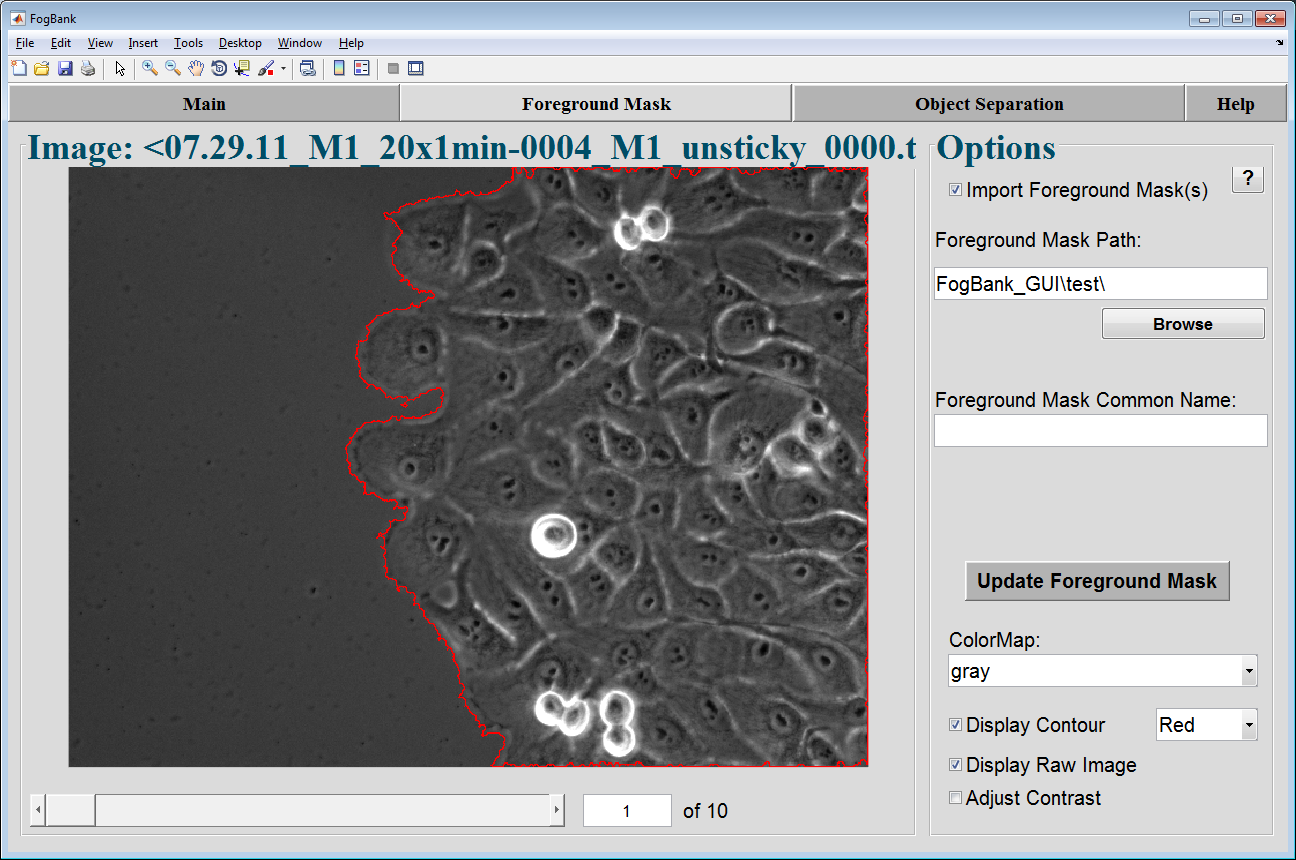 FogBank
File Edit View Insert Tools Desktop Window Help
Main Foreground Mask Object Separation Help
Image: <07.29.11_M1_20x1min-0004_M1_unsticky_0000.t
Options
Import Foreground Mask(s) ?
Foreground Mask Path:
FogBank_GUI\test\
Browse
Foreground Mask Common Name:
Update Foreground Mask
ColorMap:
gray
Display Contour Red
Display Raw Image
Adjust Contrast
1 of 10